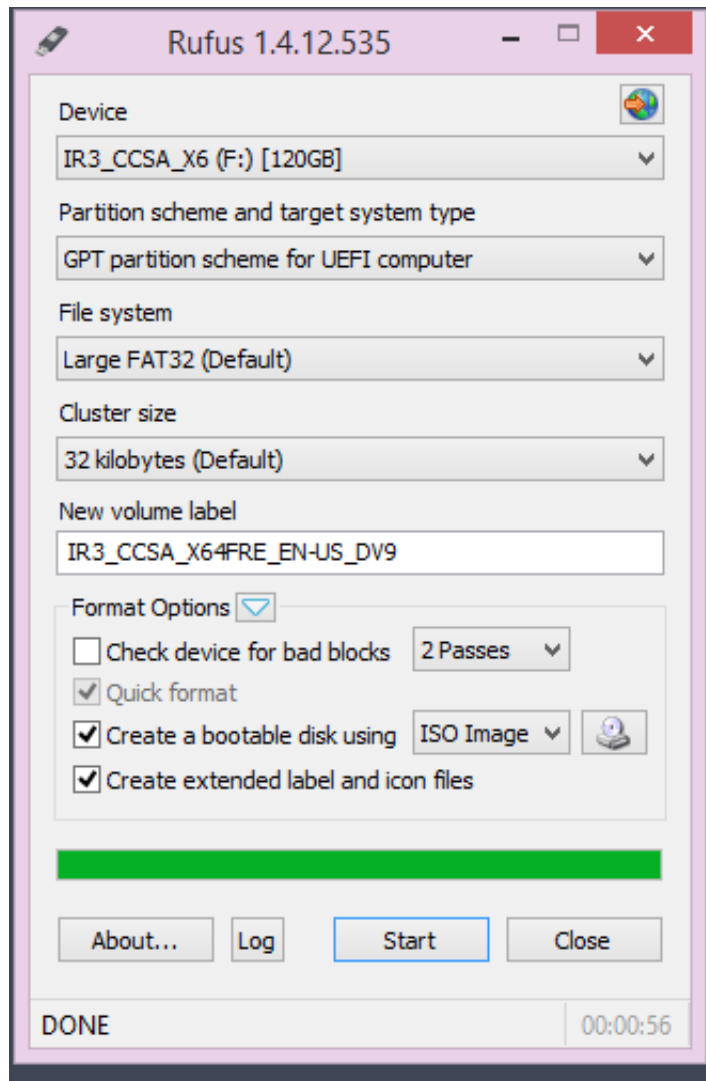 Rufus 1.4.12.535
Device
IR3_CCSA_X6 (F:) [120GB]
Partition scheme and target system type
GPT partition scheme for UEFI computer
File system
Large FAT32 (Default)
Cluster size
32 kilobytes (Default)
New volume label
IR3_CCSA_X64FRE_EN-US_DV9
Format Options
Check device for bad blocks 2 Passes
Quick format
Create a bootable disk using ISO Image
Create extended label and icon files
About... Log Start Close
DONE 00:00:56